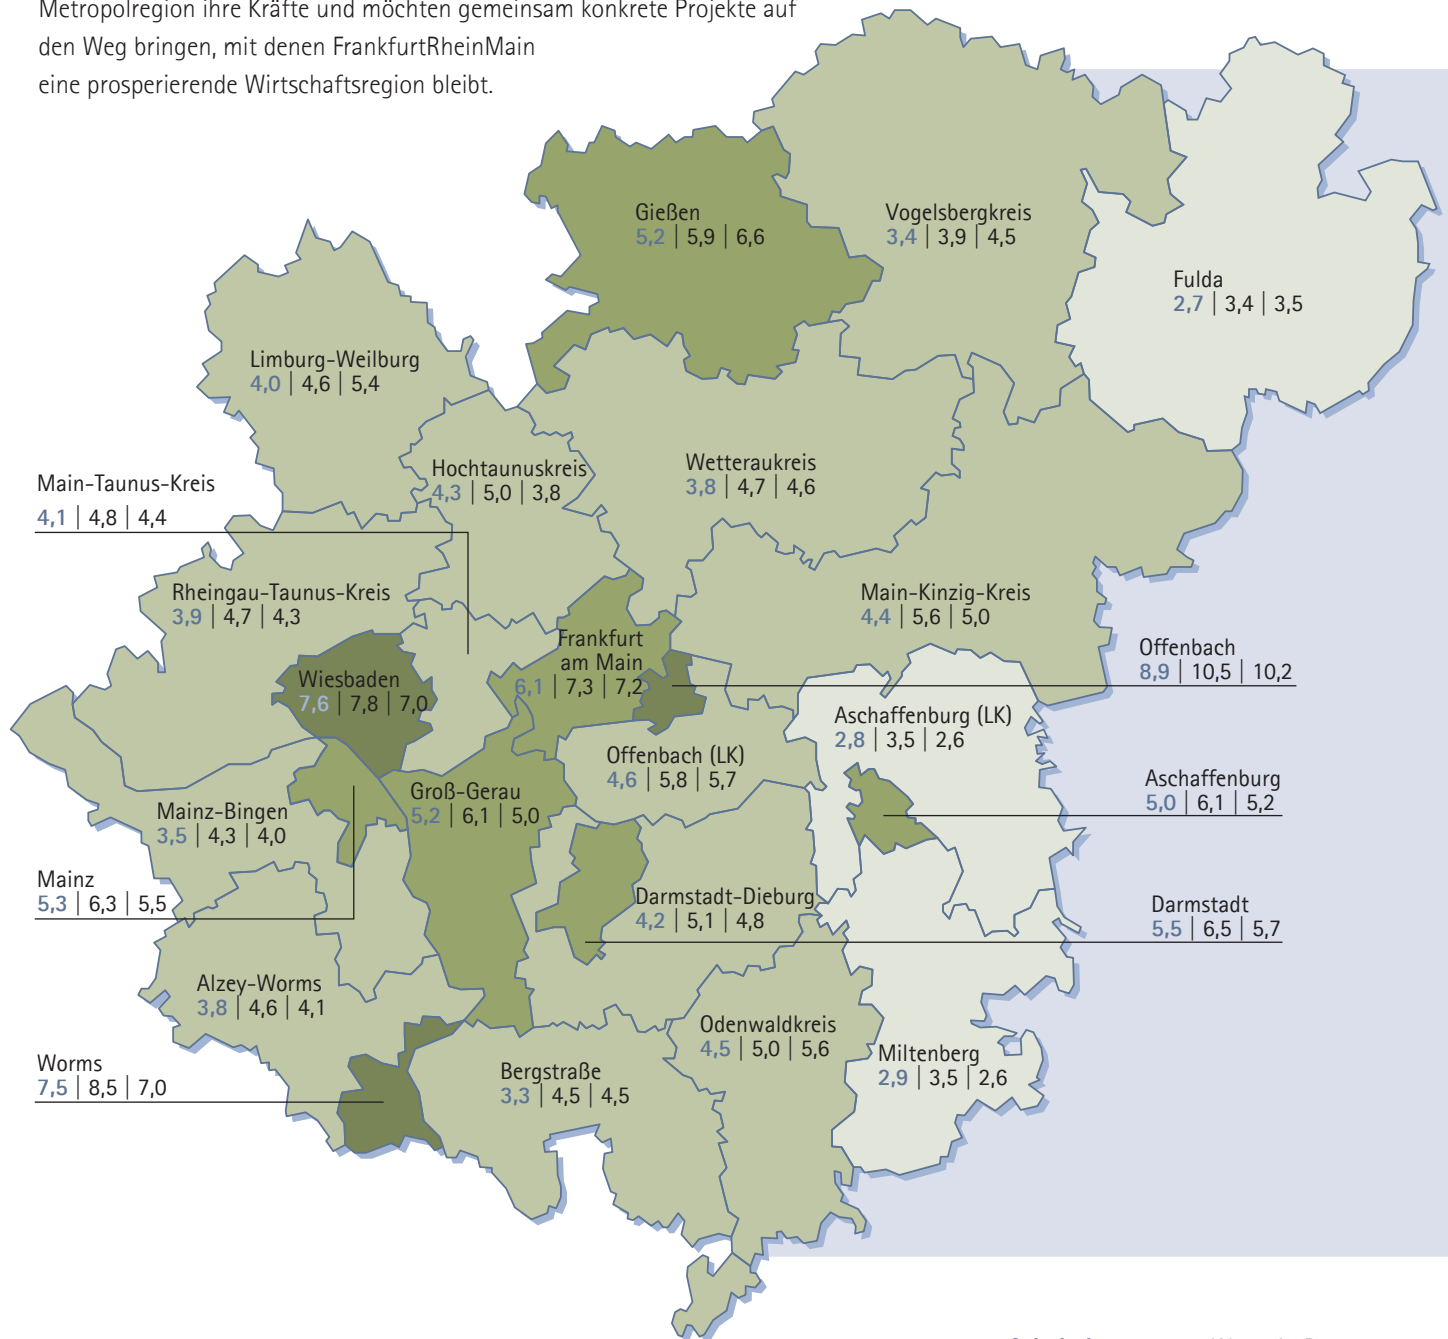 Metropolregion ihre Kräfte und möchten gemeinsam konkrete Projekte auf
den Weg bringen, mit denen FrankfurtRheinMain
eine prosperierende Wirtschaftsregion bleibt.
Gießen
5,2 | 5,9 | 6,6
Vogelsbergkreis
3,4 | 3,9 | 4,5
Fulda
2,7 | 3,4 | 3,5
Limburg-Weilburg
4,0 | 4,6 | 5,4
Hochtaunuskreis
4,3 | 5,0 | 3,8
Wetteraukreis
3,8 | 4,7 | 4,6
Main-Taunus-Kreis
4,1 | 4,8 | 4,4
Rheingau-Taunus-Kreis
3,9 | 4,7 | 4,3
Main-Kinzig-Kreis
4,4 | 5,6 | 5,0
Frankfurt
am Main
6,1 | 7,3 | 7,2
Offenbach
8,9 | 10,5 | 10,2
Wiesbaden
7,6 | 7,8 | 7,0
Aschaffenburg (LK)
2,8 | 3,5 | 2,6
Offenbach (LK)
4,6 | 5,8 | 5,7
Aschaffenburg
5,0 | 6,1 | 5,2
Groß-Gerau
5,2 | 6,1 | 5,0
Mainz-Bingen
3,5 | 4,3 | 4,0
Mainz
5,3 | 6,3 | 5,5
Darmstadt-Dieburg
4,2 | 5,1 | 4,8
Darmstadt
5,5 | 6,5 | 5,7
Alzey-Worms
3,8 | 4,6 | 4,1
Odenwaldkreis
4,5 | 5,0 | 5,6
Miltenberg
2,9 | 3,5 | 2,6
Worms
7,5 | 8,5 | 7,0
Bergstraße
3,3 | 4,5 | 4,5